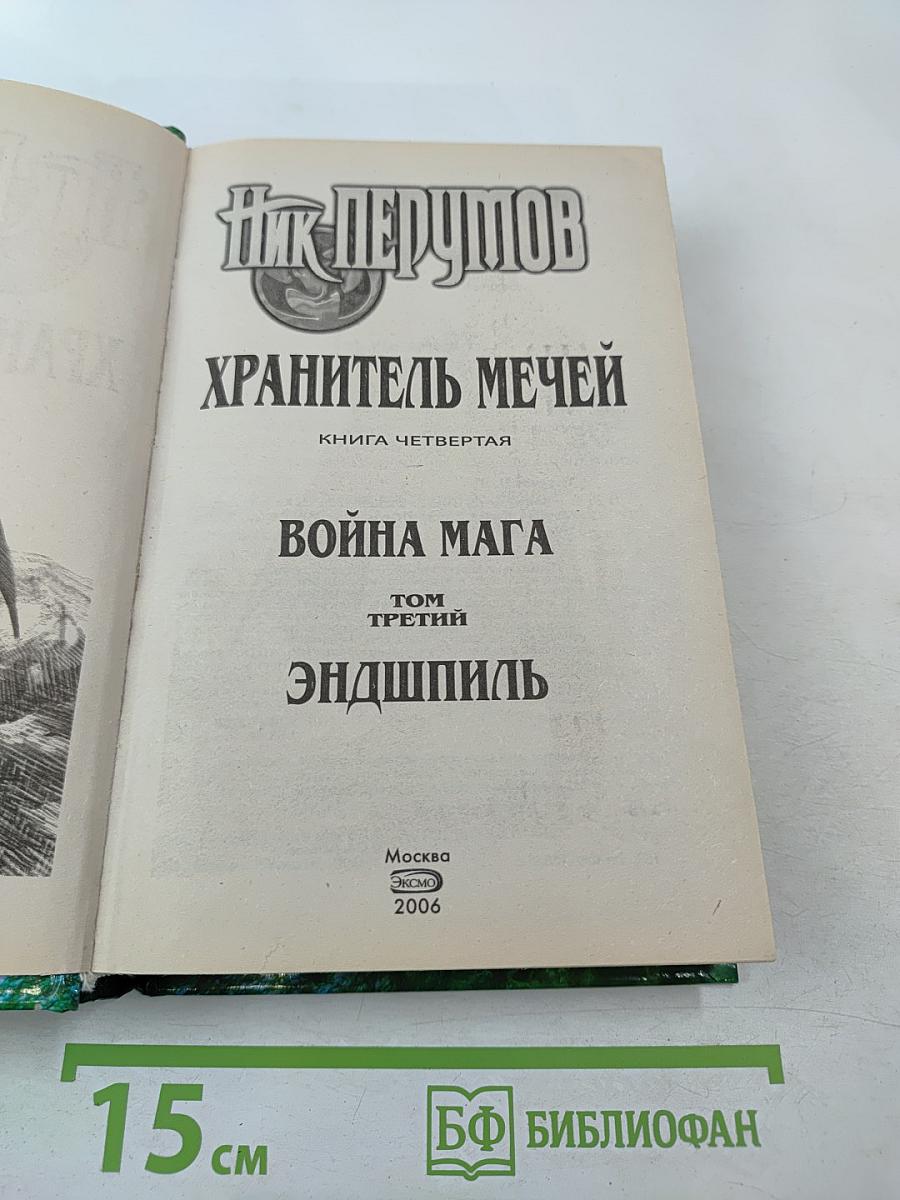 Ник ПЕРУМОВ
ХРАНИТЕЛЬ МЕЧЕЙ
КНИГА ЧЕТВЕРТАЯ
ВОЙНА МАГА
ТОМ
ТРЕТИЙ
ЭНДШПИЛЬ
Москва
ЭКСМО
2006
15 см
БФ БИБЛИОФАН